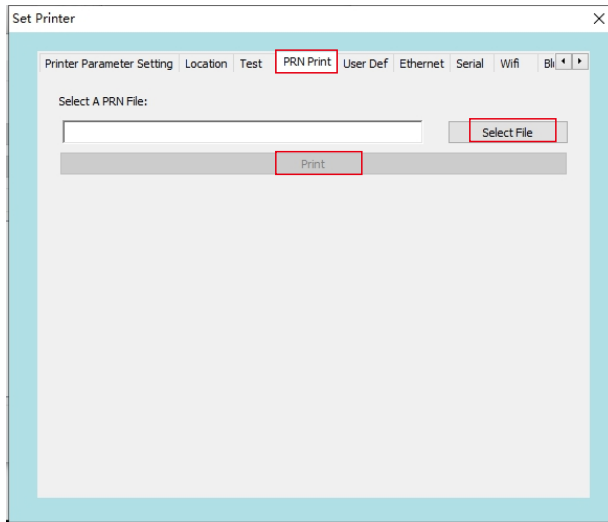 Set Printer
Printer Parameter Setting Location Test PRN Print User Def Ethernet Serial Wifi
Select A PRN File:
Select File
Print